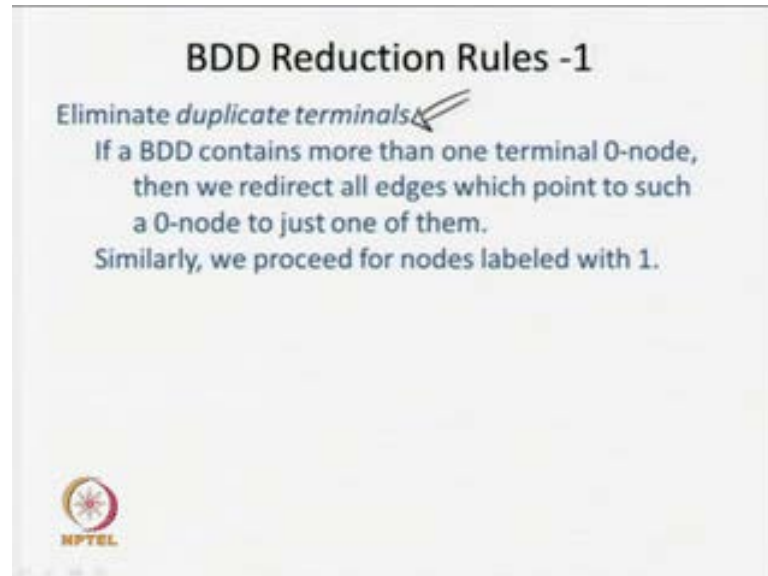 BDD Reduction Rules -1
Eliminate duplicate terminals
If a BDD contains more than one terminal 0-node,
then we redirect all edges which point to such
a 0-node to just one of them.
Similarly, we proceed for nodes labeled with 1.
NPTEL